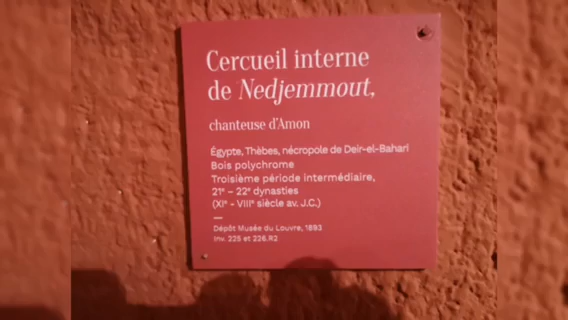 Cercueil interne
de Nedjemmout,
chanteuse d'Amon
Égypte, Thèbes, nécropole de Deir-el-Bahari
Bois polychrome
Troisième période intermédiaire,
21e – 22e dynasties
(XIe - VIIIe siècle av. J.C.)
Dépôt Musée du Louvre, 1893
Inv. 225 et 226.R2